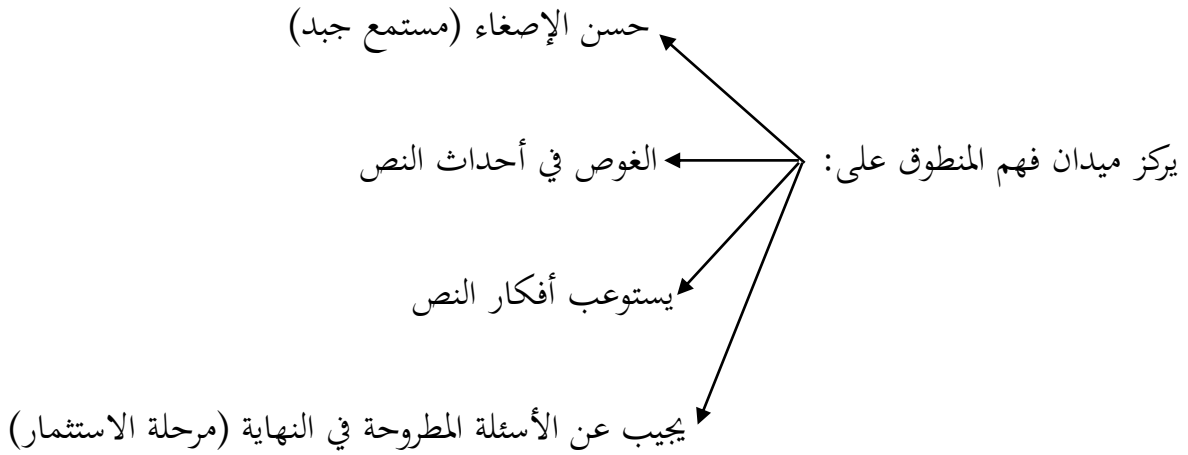 حسن الإصغاء (مستمع جبد)
يركز ميدان فهم المنطوق على:
الغوص في أحداث النص
يستوعب أفكار النص
يجيب عن الأسئلة المطروحة في النهاية (مرحلة الاستثمار)